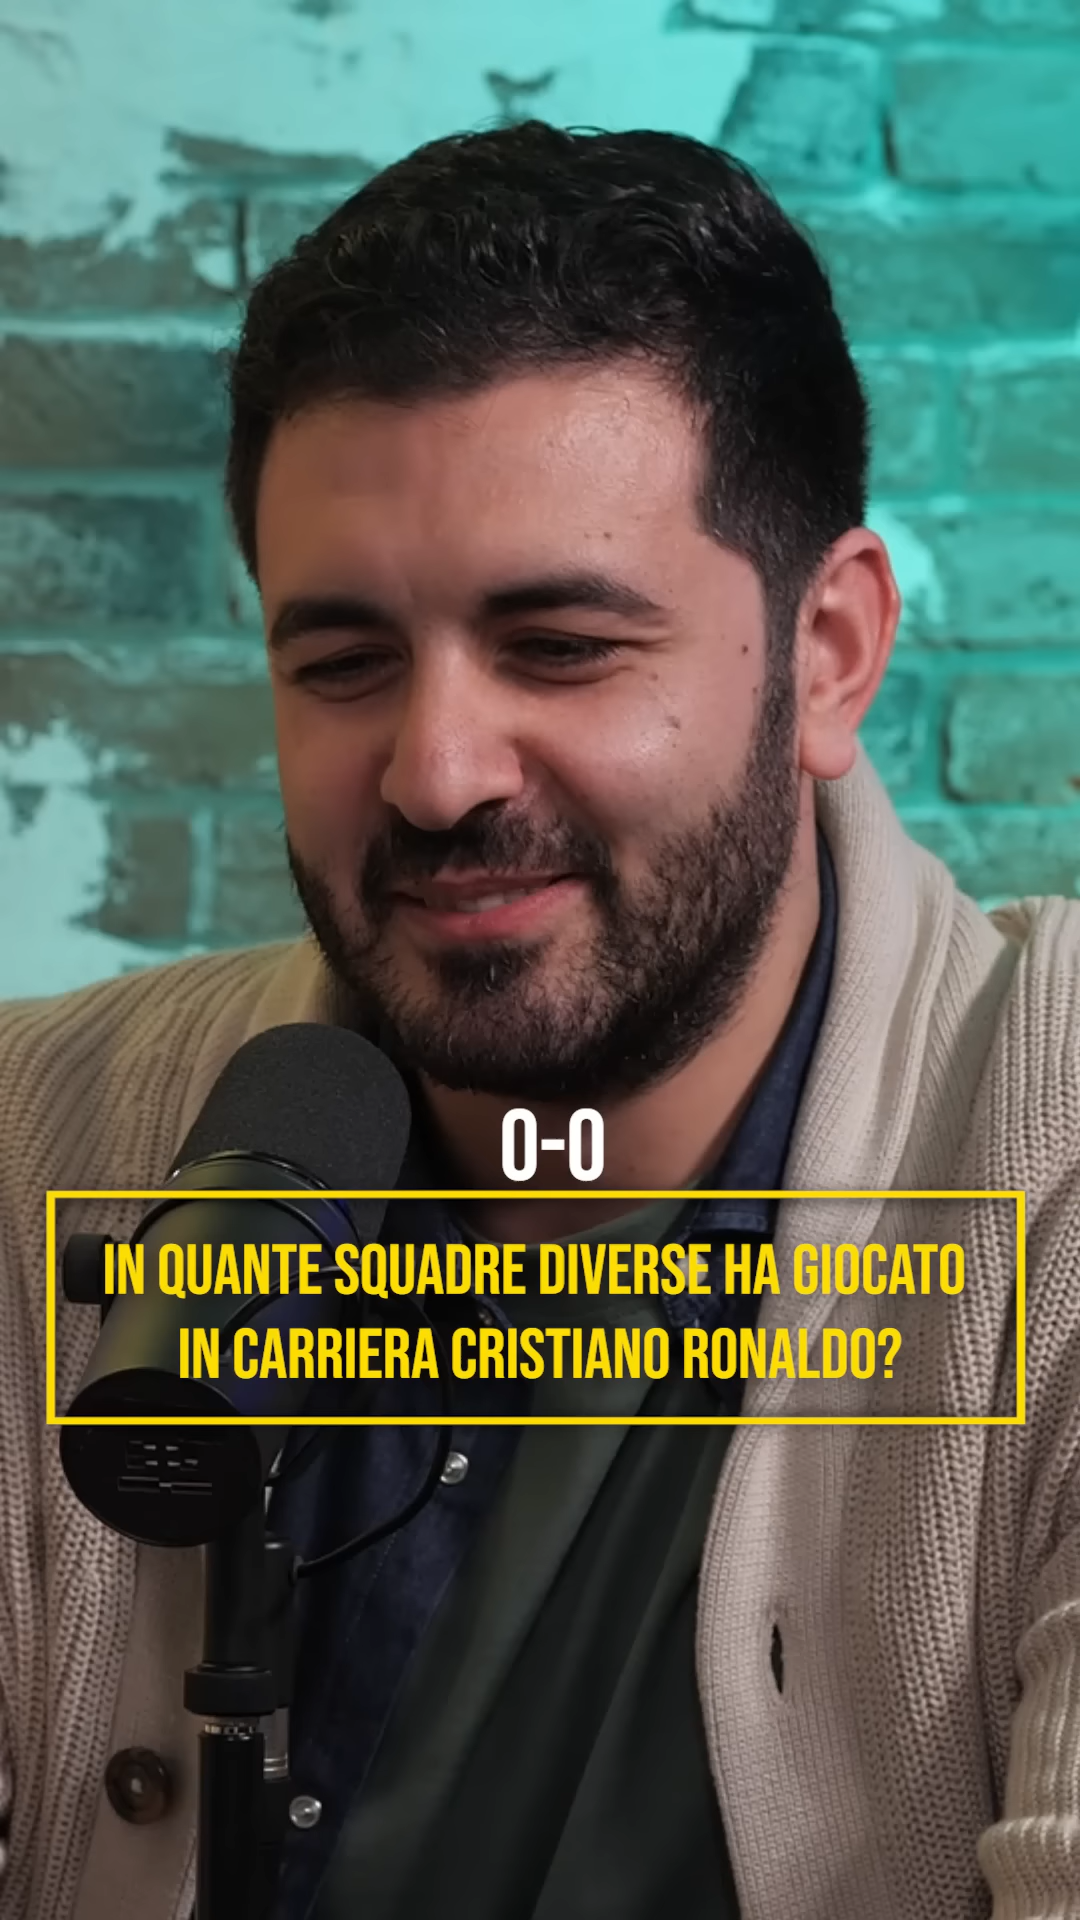 0-0
IN QUANTE SQUADRE DIVERSE HA GIOCATO
IN CARRIERA CRISTIANO RONALDO?